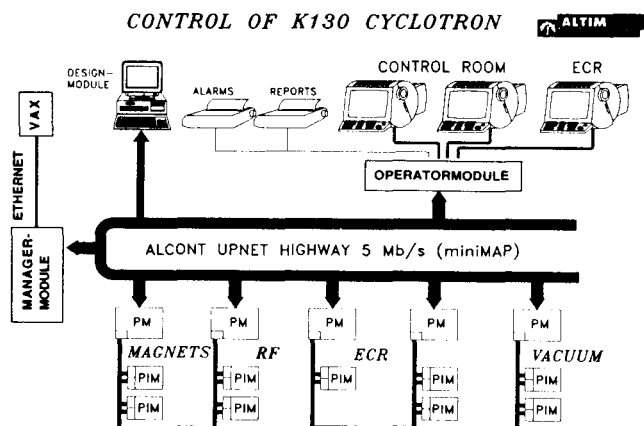 CONTROL OF K130 CYCLOTRON
ALTIM
DESIGN-
MODULE
ALARMS
REPORTS
CONTROL ROOM
ECR
VAX
ETHERNET
OPERATORMODULE
MANAGER-
MODULE
ALCONT UPNET HIGHWAY 5 Mb/s (miniMAP)
PM PM PM PM PM
MAGNETS RF ECR VACUUM
PIM PIM PIM PIM PIM
PIM PIM PIM PIM